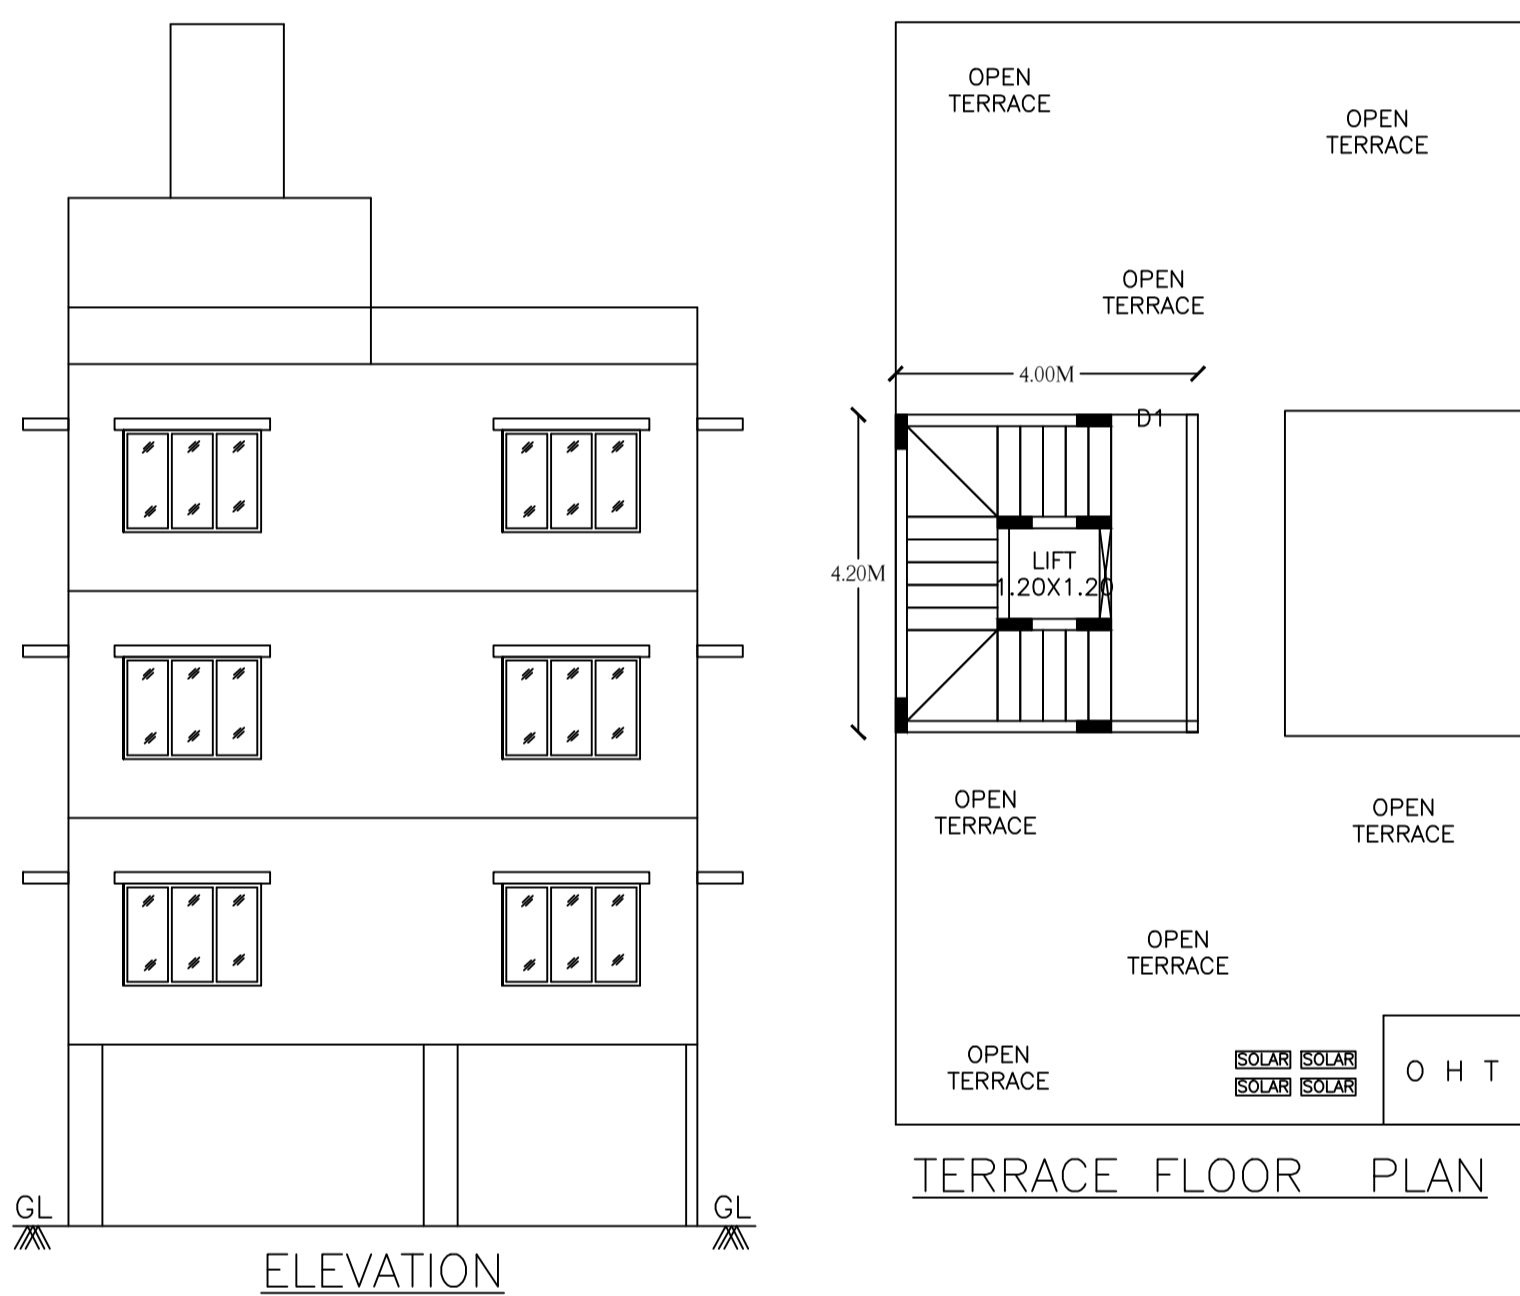 OPEN
TERRACE
OPEN
TERRACE
OPEN
TERRACE
4.00M
D1
LIFT
1.20X1.20
4.20M
OPEN
TERRACE
OPEN
TERRACE
OPEN
TERRACE
OPEN
TERRACE
SOLAR SOLAR
SOLAR SOLAR
O H T
TERRACE FLOOR PLAN
GL GL
ELEVATION